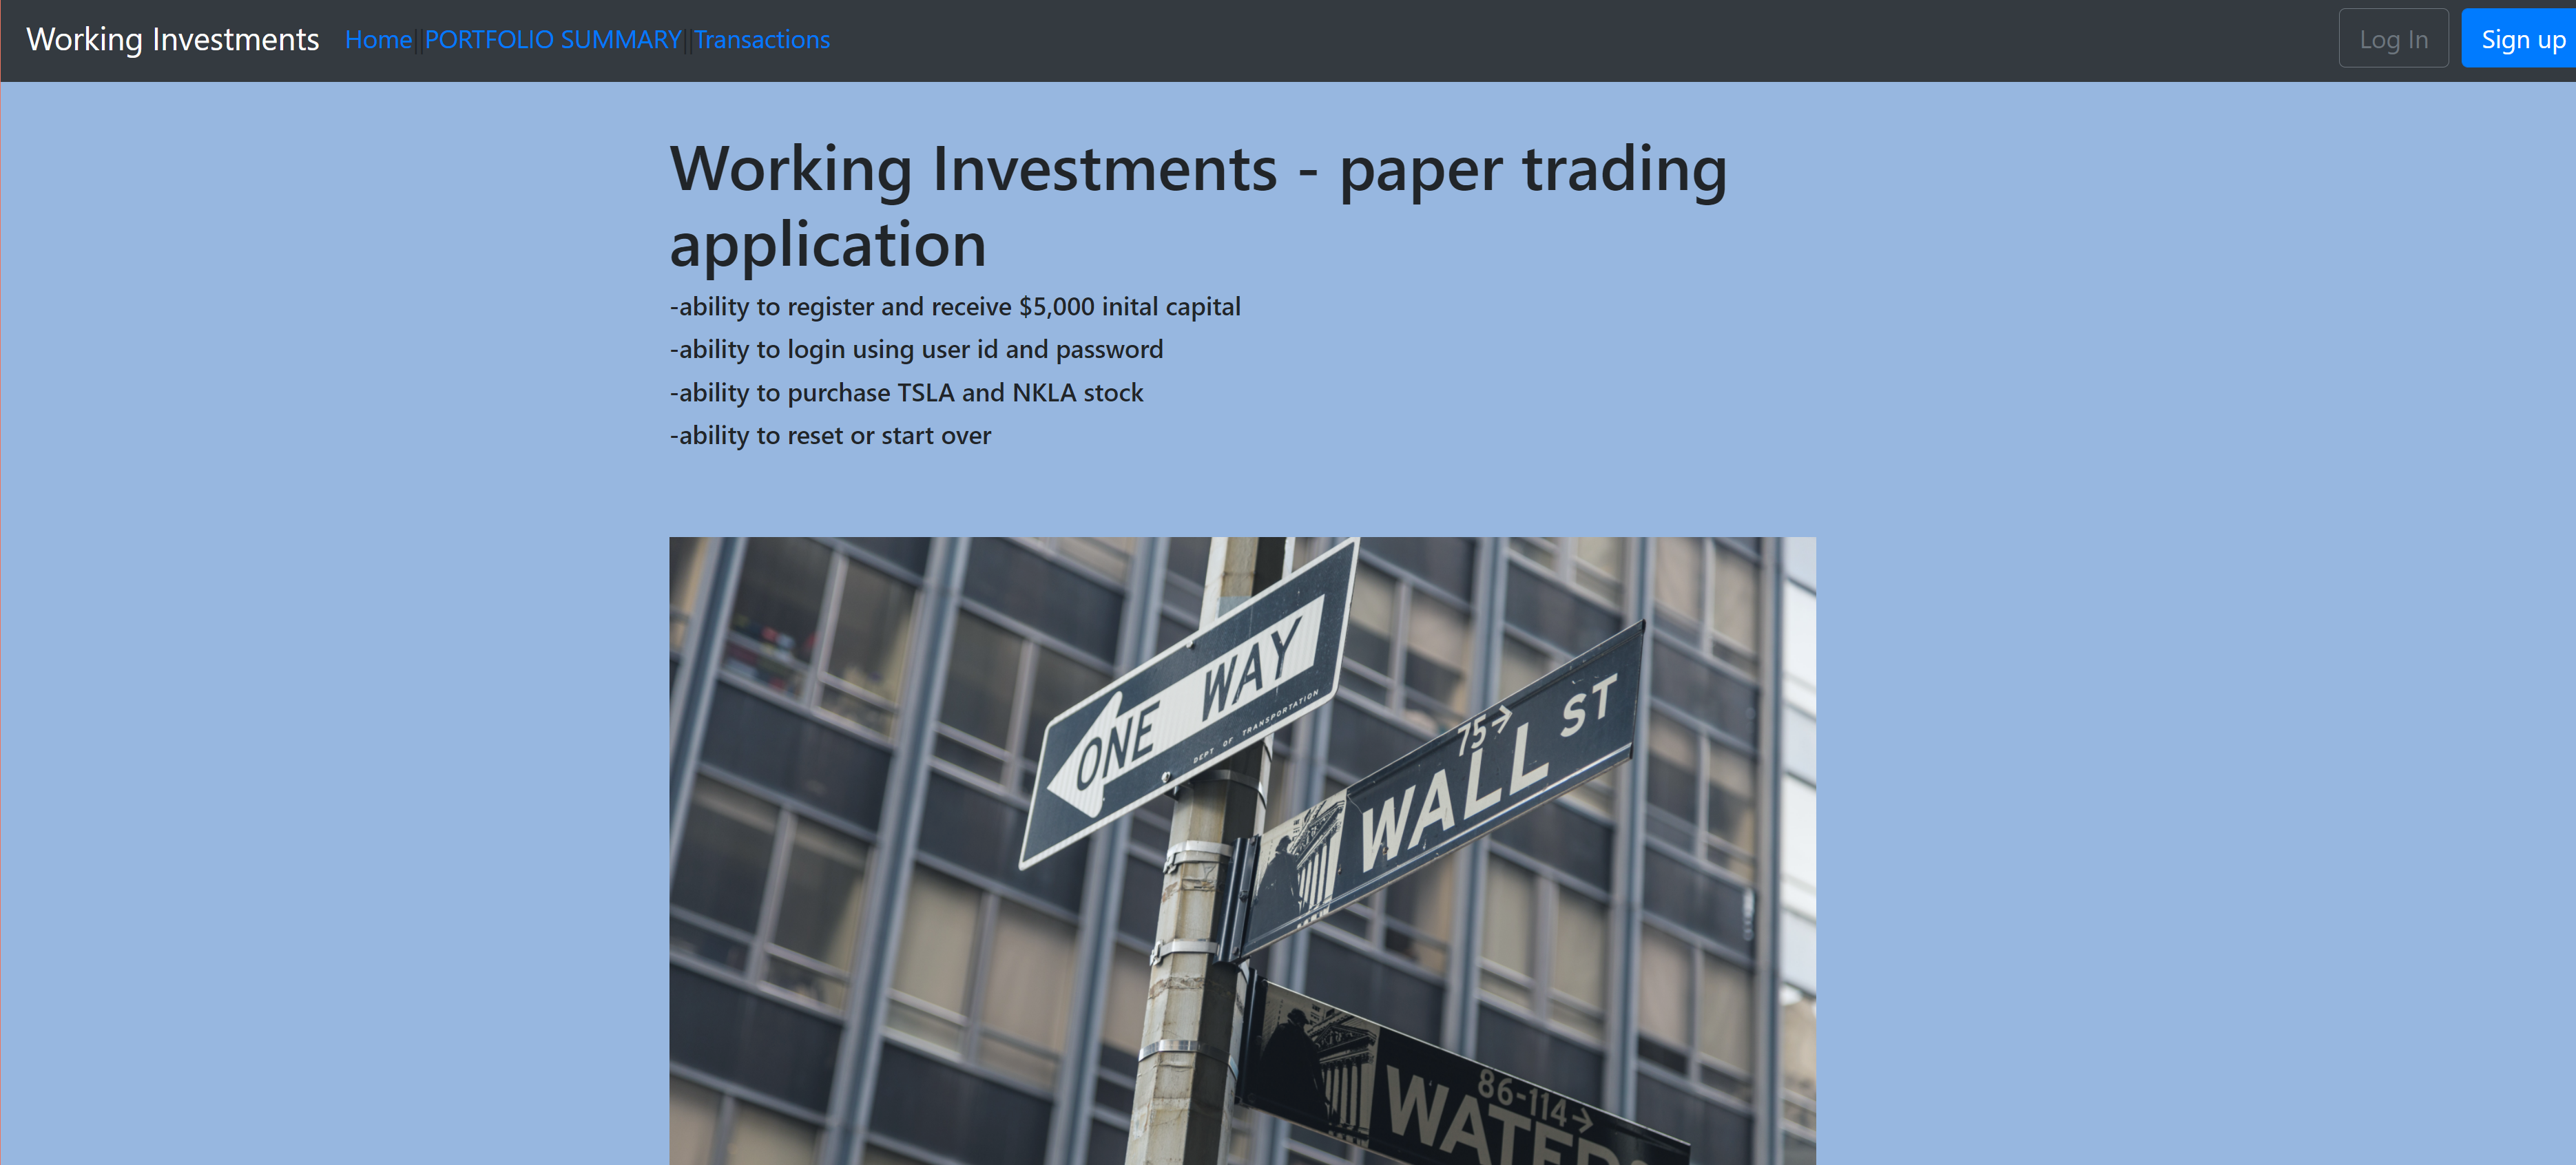 Working Investments Home||PORTFOLIO SUMMARY||Transactions Log In Sign up
Working Investments - paper trading
application
-ability to register and receive $5,000 inital capital
-ability to login using user id and password
-ability to purchase TSLA and NKLA stock
-ability to reset or start over
ONE WAY
DEPT OF TRANSPORTATION
75→
WALL ST
86-114→
WATER